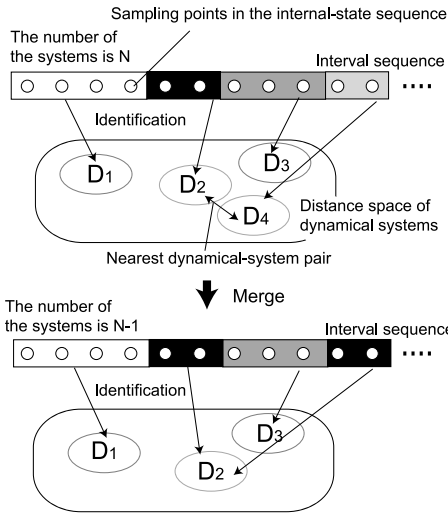 Sampling points in the internal-state sequence
The number of
the systems is N
Interval sequence
Identification
D1
D2
D3
D4
Distance space of
dynamical systems
Nearest dynamical-system pair
Merge
The number of
the systems is N-1
Interval sequence
Identification
D1
D2
D3